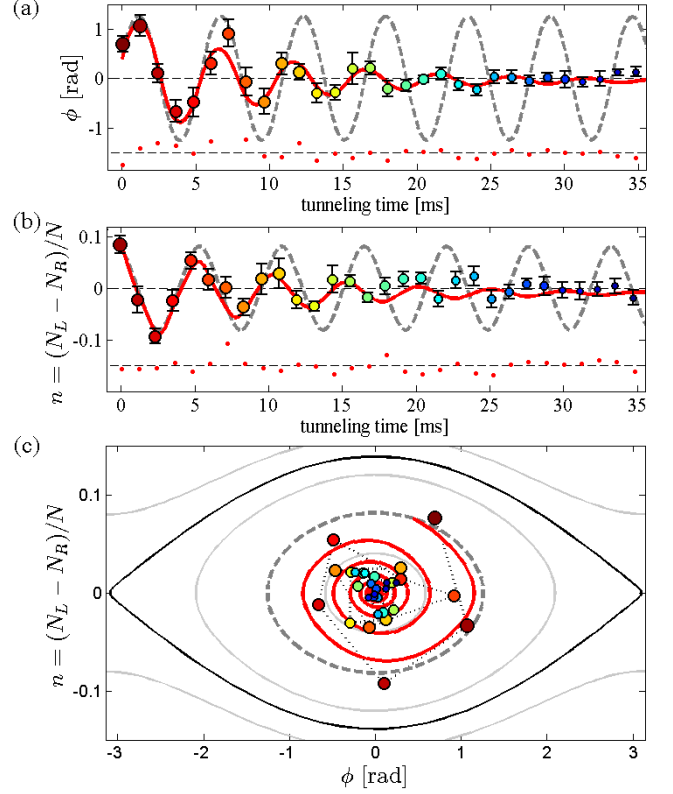 (a)
1
0
-1
ϕ [rad]
0 5 10 15 20 25 30 35
tunneling time [ms]
(b)
0.1
0
-0.1
n = (N_L − N_R)/N
0 5 10 15 20 25 30 35
tunneling time [ms]
(c)
0.1
0
-0.1
n = (N_L − N_R)/N
-3 -2 -1 0 1 2 3
ϕ [rad]